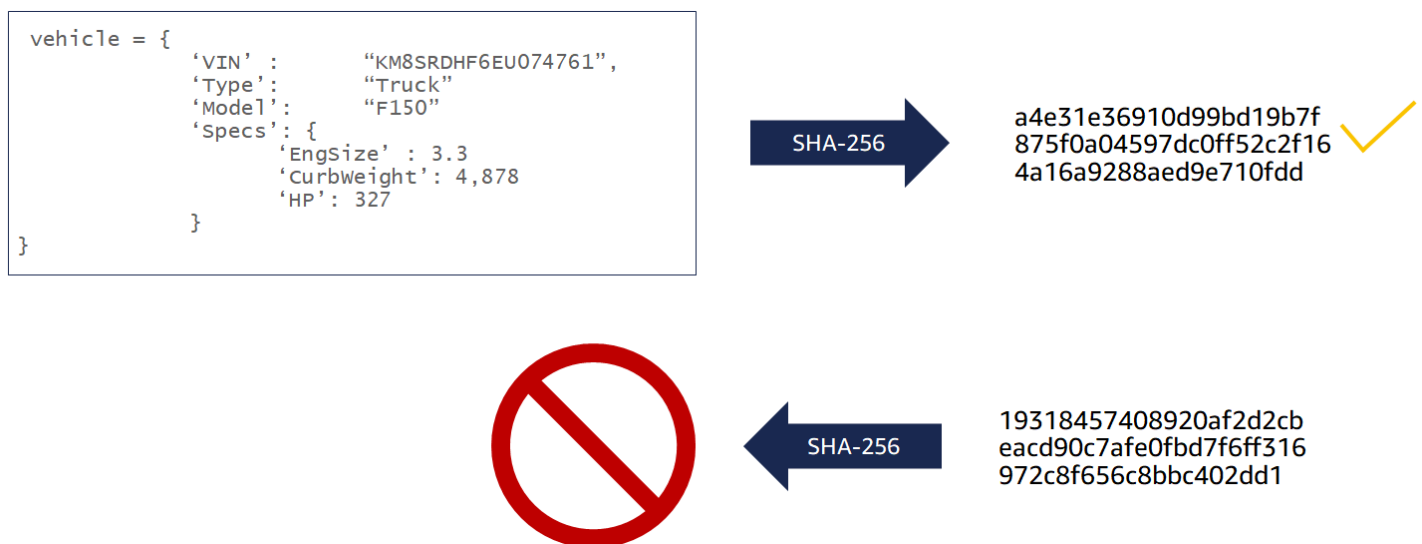 vehicle = {
‘VIN’ : “KM8SRDHF6EU074761”,
‘Type’: “Truck”
‘Model’: “F150”
‘Specs’: {
‘EngSize’ : 3.3
‘CurbWeight’: 4,878
‘HP’: 327
}
}
SHA-256
a4e31e36910d99bd19b7f
875f0a04597dc0ff52c2f16
4a16a9288aed9e710fdd
SHA-256
19318457408920af2d2cb
eacd90c7afe0fbd7f6ff316
972c8f656c8bbc402dd1